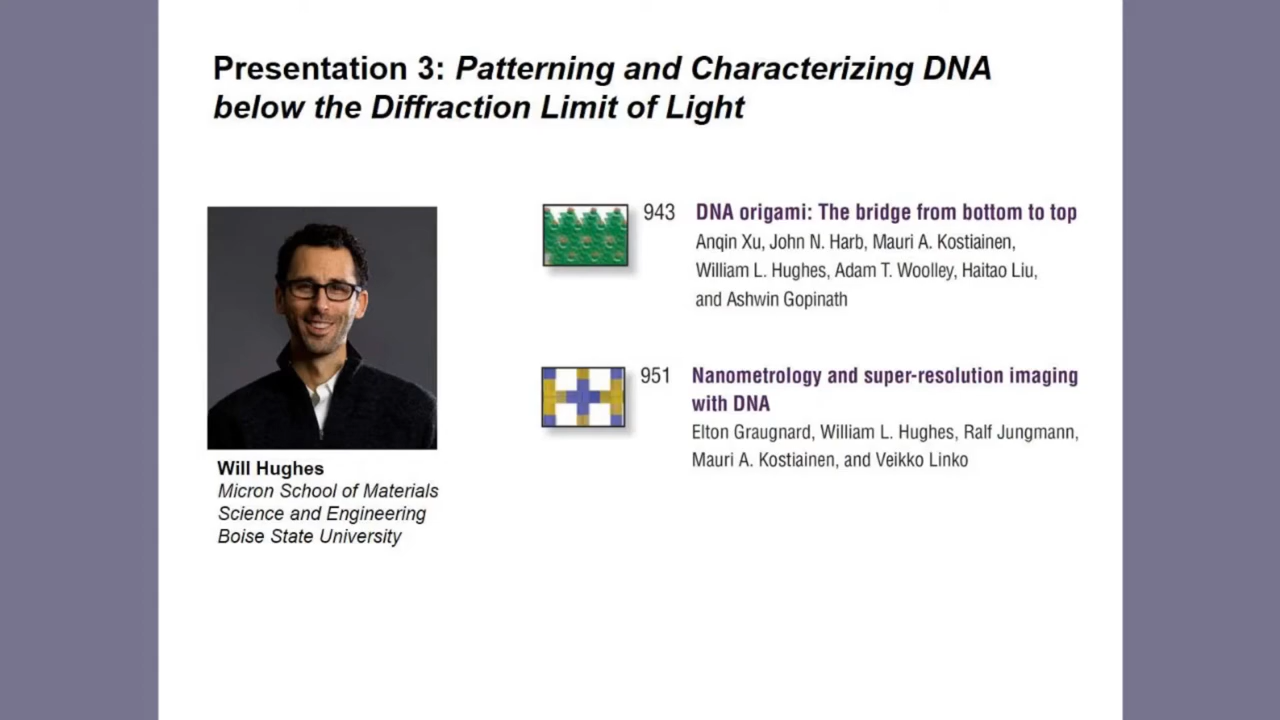 Presentation 3: Patterning and Characterizing DNA
below the Diffraction Limit of Light
Will Hughes
Micron School of Materials
Science and Engineering
Boise State University
943 DNA origami: The bridge from bottom to top
Anqin Xu, John N. Harb, Mauri A. Kostiainen,
William L. Hughes, Adam T. Woolley, Haitao Liu,
and Ashwin Gopinath
951 Nanometrology and super-resolution imaging
with DNA
Elton Graugnard, William L. Hughes, Ralf Jungmann,
Mauri A. Kostiainen, and Veikko Linko